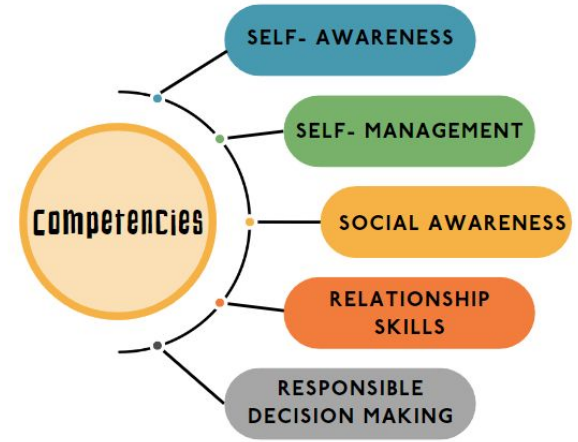 SELF- AWARENESS
SELF- MANAGEMENT
competencies
SOCIAL AWARENESS
RELATIONSHIP
SKILLS
RESPONSIBLE
DECISION MAKING